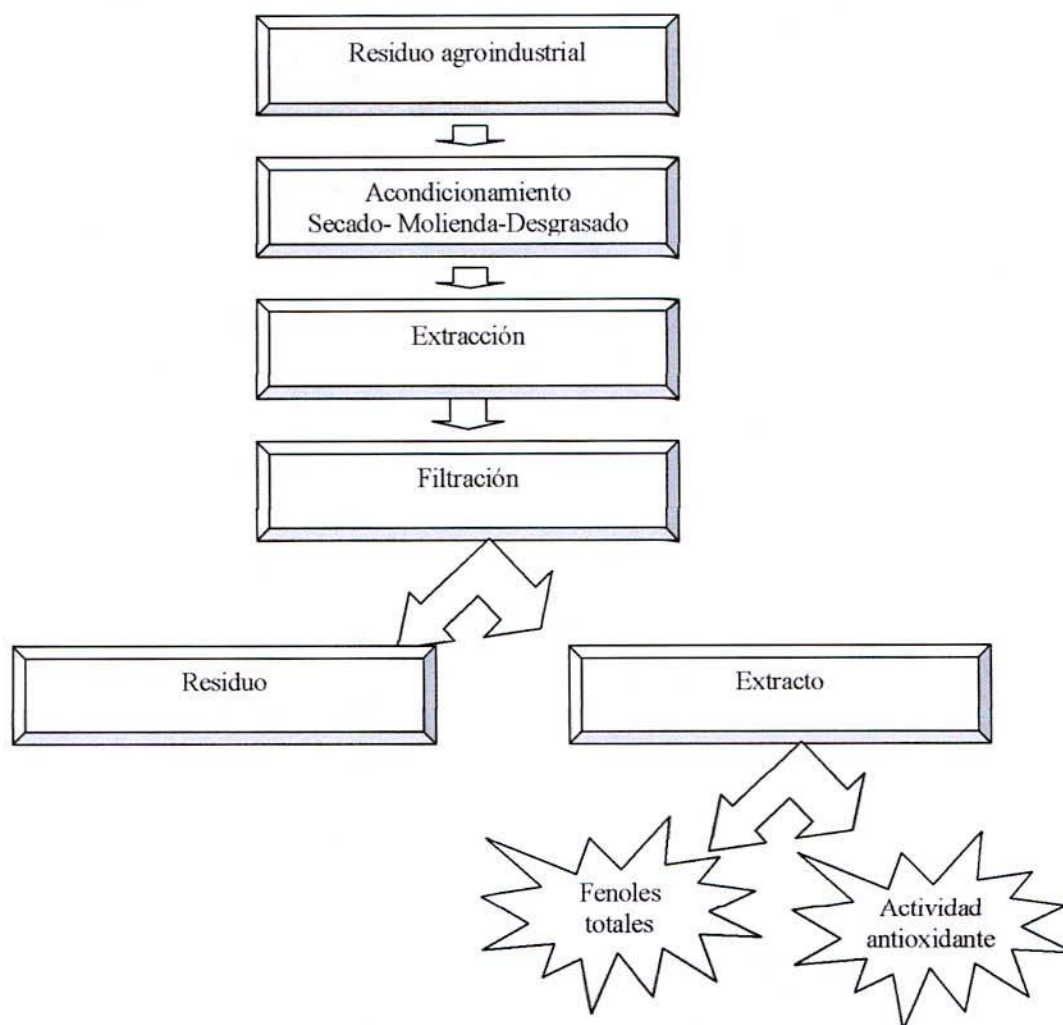 Residuo agroindustrial
Acondicionamiento
Secado- Molienda-Desgrasado
Extracción
Filtración
Residuo
Extracto
Fenoles
totales
Actividad
antioxidante